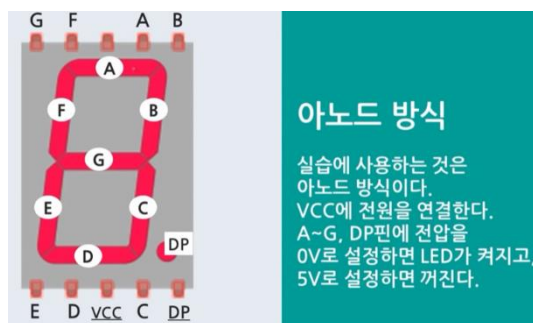 G F A B
A
F B
G
E C
D DP
E D VCC C DP
아노드 방식
실습에 사용하는 것은
아노드 방식이다.
VCC에 전원을 연결한다.
A~G, DP핀에 전압을
0V로 설정하면 LED가 켜지고,
5V로 설정하면 꺼진다.